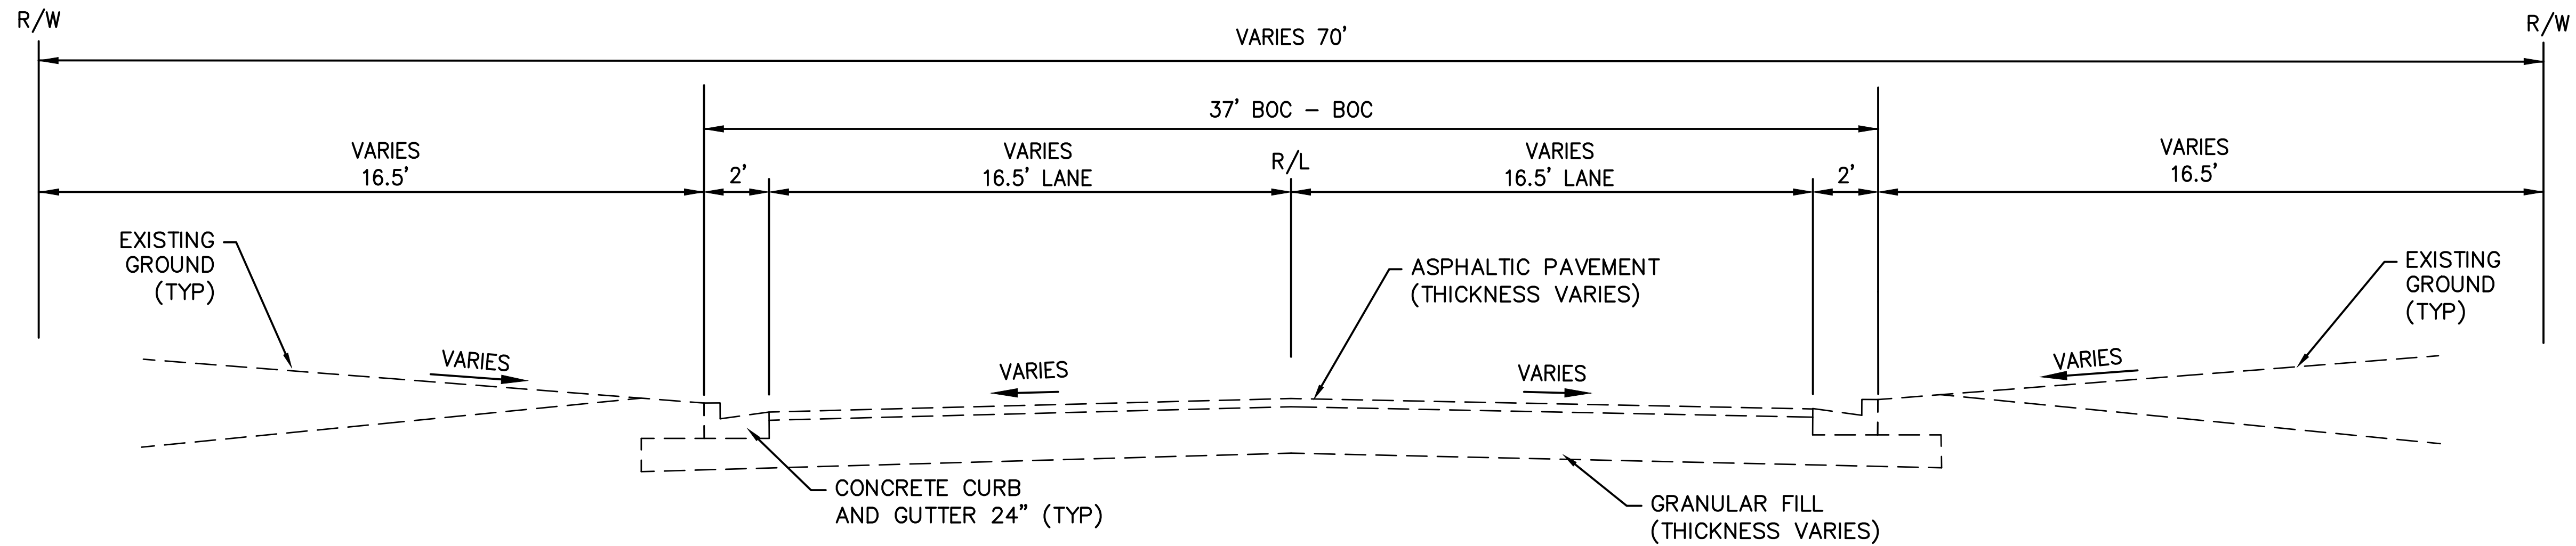 R/W
R/W
VARIES 70'
37' BOC - BOC
VARIES
16.5'
2'
VARIES
16.5' LANE
R/L
VARIES
16.5' LANE
2'
VARIES
16.5'
EXISTING
GROUND
(TYP)
ASPHALTIC PAVEMENT
(THICKNESS VARIES)
EXISTING
GROUND
(TYP)
VARIES
VARIES
VARIES
VARIES
CONCRETE CURB
AND GUTTER 24" (TYP)
GRANULAR FILL
(THICKNESS VARIES)